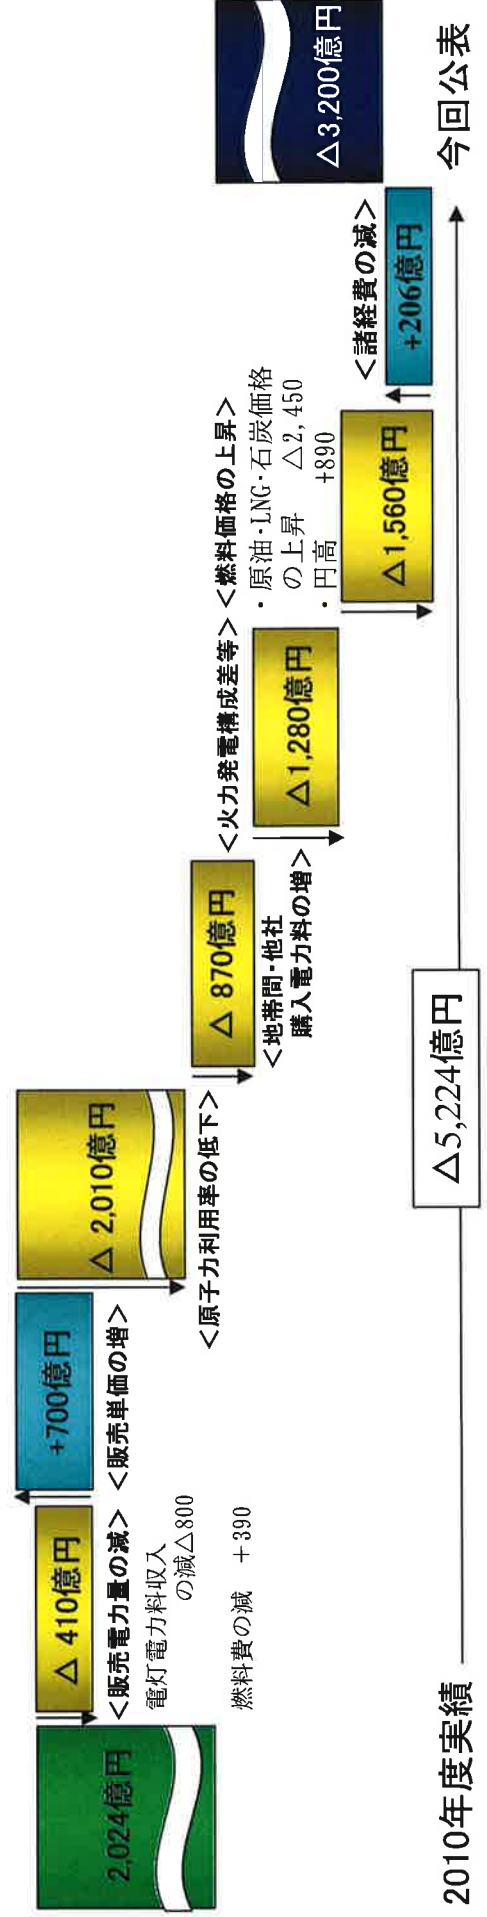 2,024億円
△ 410億円
＜販売電力量の減＞
電灯電力料収入
の減△800
燃料費の減　＋390
+700億円
＜販売単価の増＞
△ 2,010億円
＜原子力利用率の低下＞
△ 870億円
＜地帯間・他社
購入電力料の増＞
＜火力発電構成差等＞
△1,280億円
＜燃料価格の上昇＞
・原油・LNG・石炭価格
の上昇　△2,450
・円高　+890
△1,560億円
＜諸経費の減＞
+206億円
△3,200億円
2010年度実績
△5,224億円
今回公表